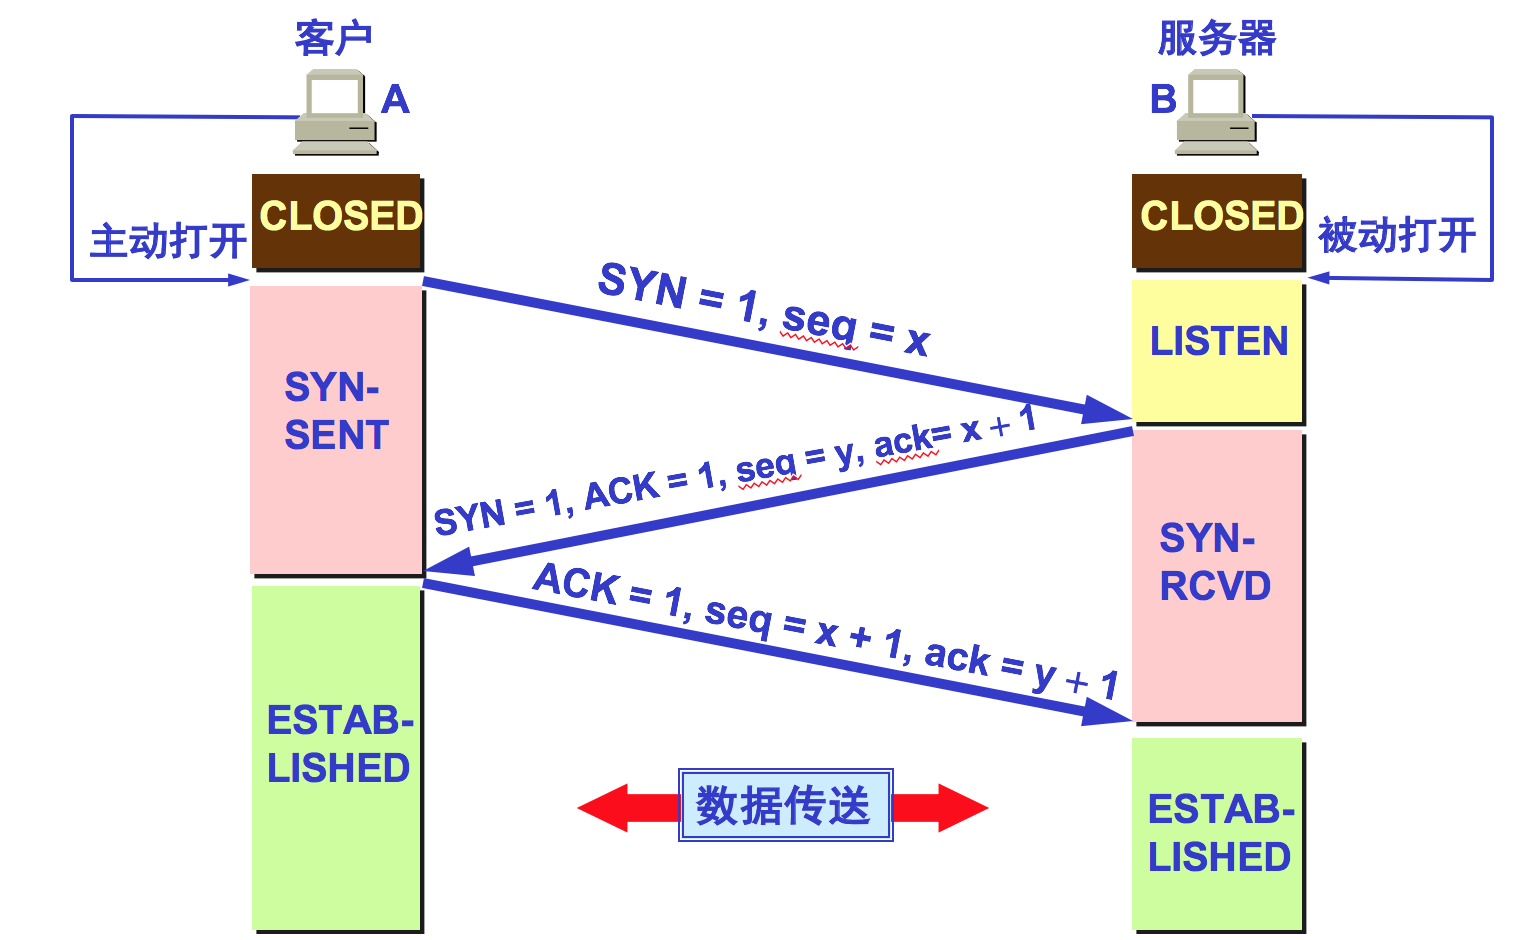 客户
服务器
A
B
CLOSED
CLOSED
主动打开
被动打开
SYN = 1, seq = x
LISTEN
SYN-
SENT
SYN = 1, ACK = 1, seq = y, ack= x + 1
SYN-
RCVD
ACK = 1, seq = x + 1, ack = y + 1
ESTAB-
LISHED
数据传送
ESTAB-
LISHED